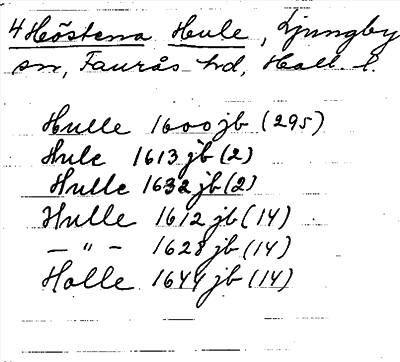 4 Höstena Hule, Ljungby
sn, Faurås hd, Hall. l.
Hulle 1600 jb (295)
Hule 1613 jb (2)
Hulle 1632 jb (2)
Hulle 1612 jb (14)
— " — 1628 jb (14)
Holle 1644 jb (14)